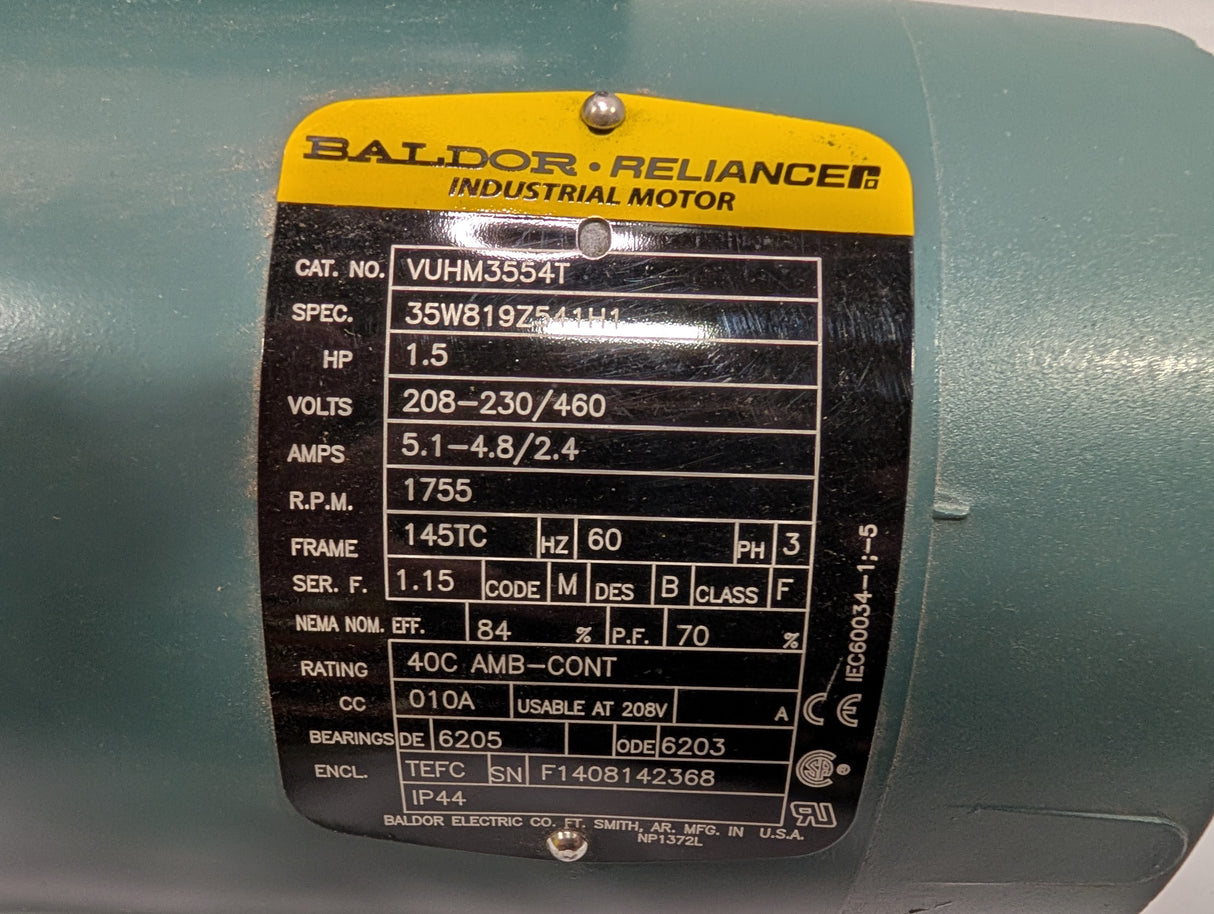 BALDOR • RELIANCE
INDUSTRIAL MOTOR
CAT. NO. VUHM3554T
SPEC. 35W819Z541H1
HP 1.5
VOLTS 208-230/460
AMPS 5.1-4.8/2.4
R.P.M. 1755
FRAME 145TC HZ 60 PH 3
SER. F. 1.15 CODE M DES B CLASS F
NEMA NOM. EFF. 84 % P.F. 70 %
RATING 40C AMB-CONT
CC 010A USABLE AT 208V A
BEARINGS DE 6205 ODE 6203
ENCL. TEFC SN F1408142368
IP44
BALDOR ELECTRIC CO. FT. SMITH, AR. MFG. IN U.S.A.
NP1372L
IEC60034-1;-5
CE